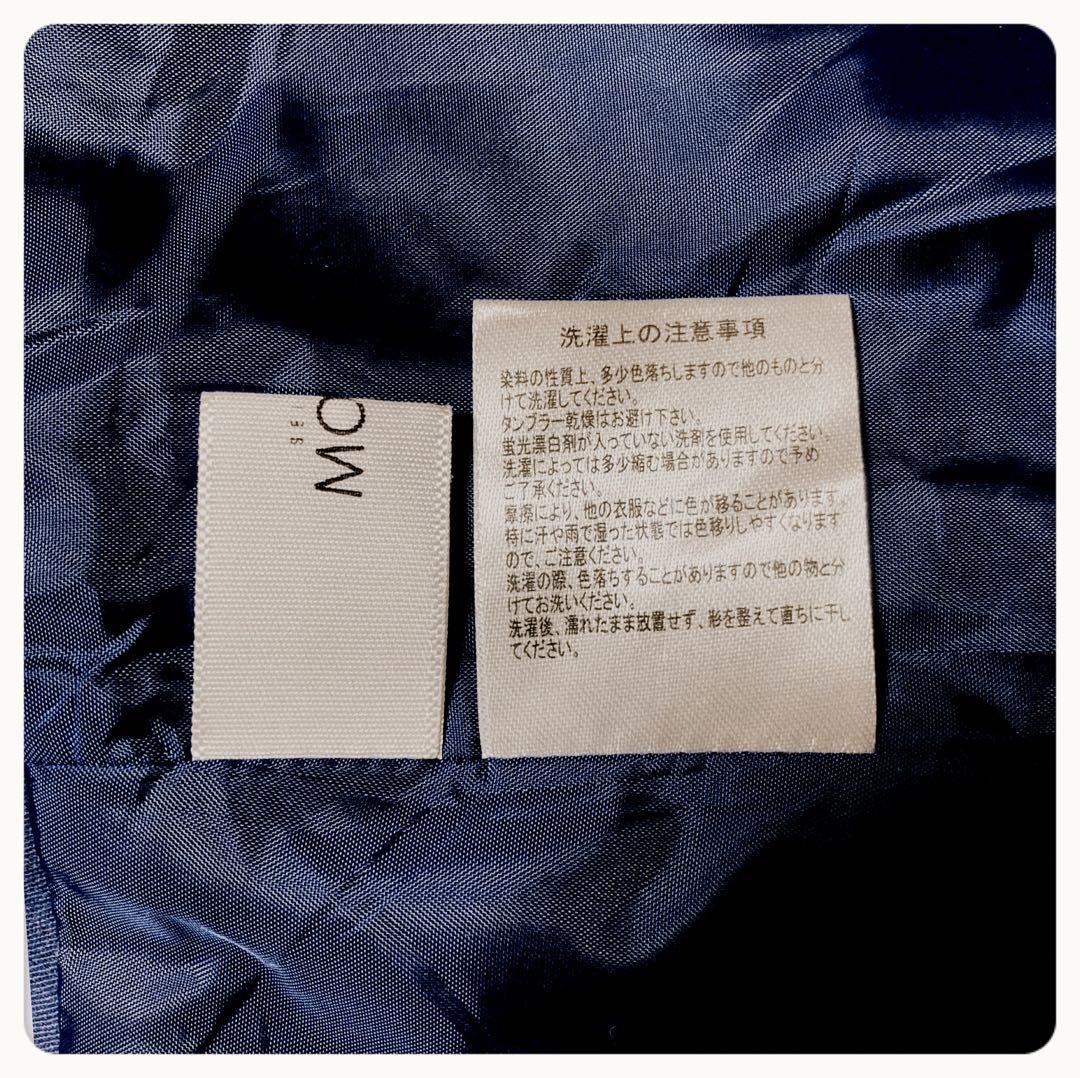 MO
洗濯上の注意事項
染料の性質上、多少色落ちしますので他のものと分
けて洗濯してください。
タンブラー乾燥はお避け下さい。
蛍光漂白剤が入っていない洗剤を使用してください。
洗濯によっては多少縮む場合がありますので予め
ご了承ください。
摩擦により、他の衣服などに色が移ることがあります。
特に汗や雨で湿った状態では色移りしやすくなります
ので、ご注意ください。
洗濯の際、色落ちすることがありますので他の物と分
けてお洗いください。
洗濯後、濡れたまま放置せず、形を整えて直ちに干し
てください。